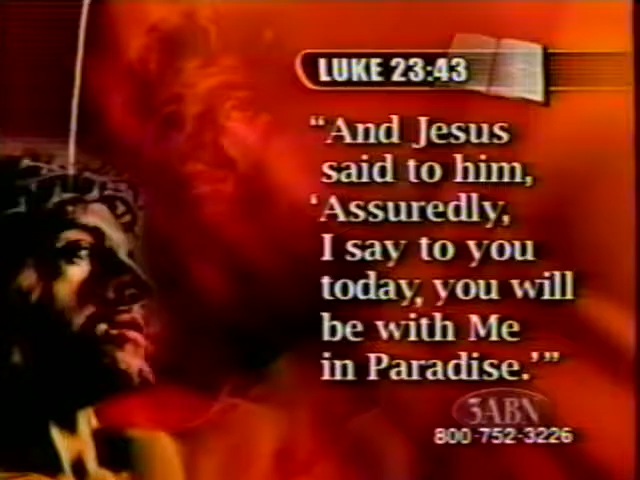 LUKE 23:43
“And Jesus
said to him,
‘Assuredly,
I say to you
today, you will
be with Me
in Paradise.’”
3ABN
800-752-3226